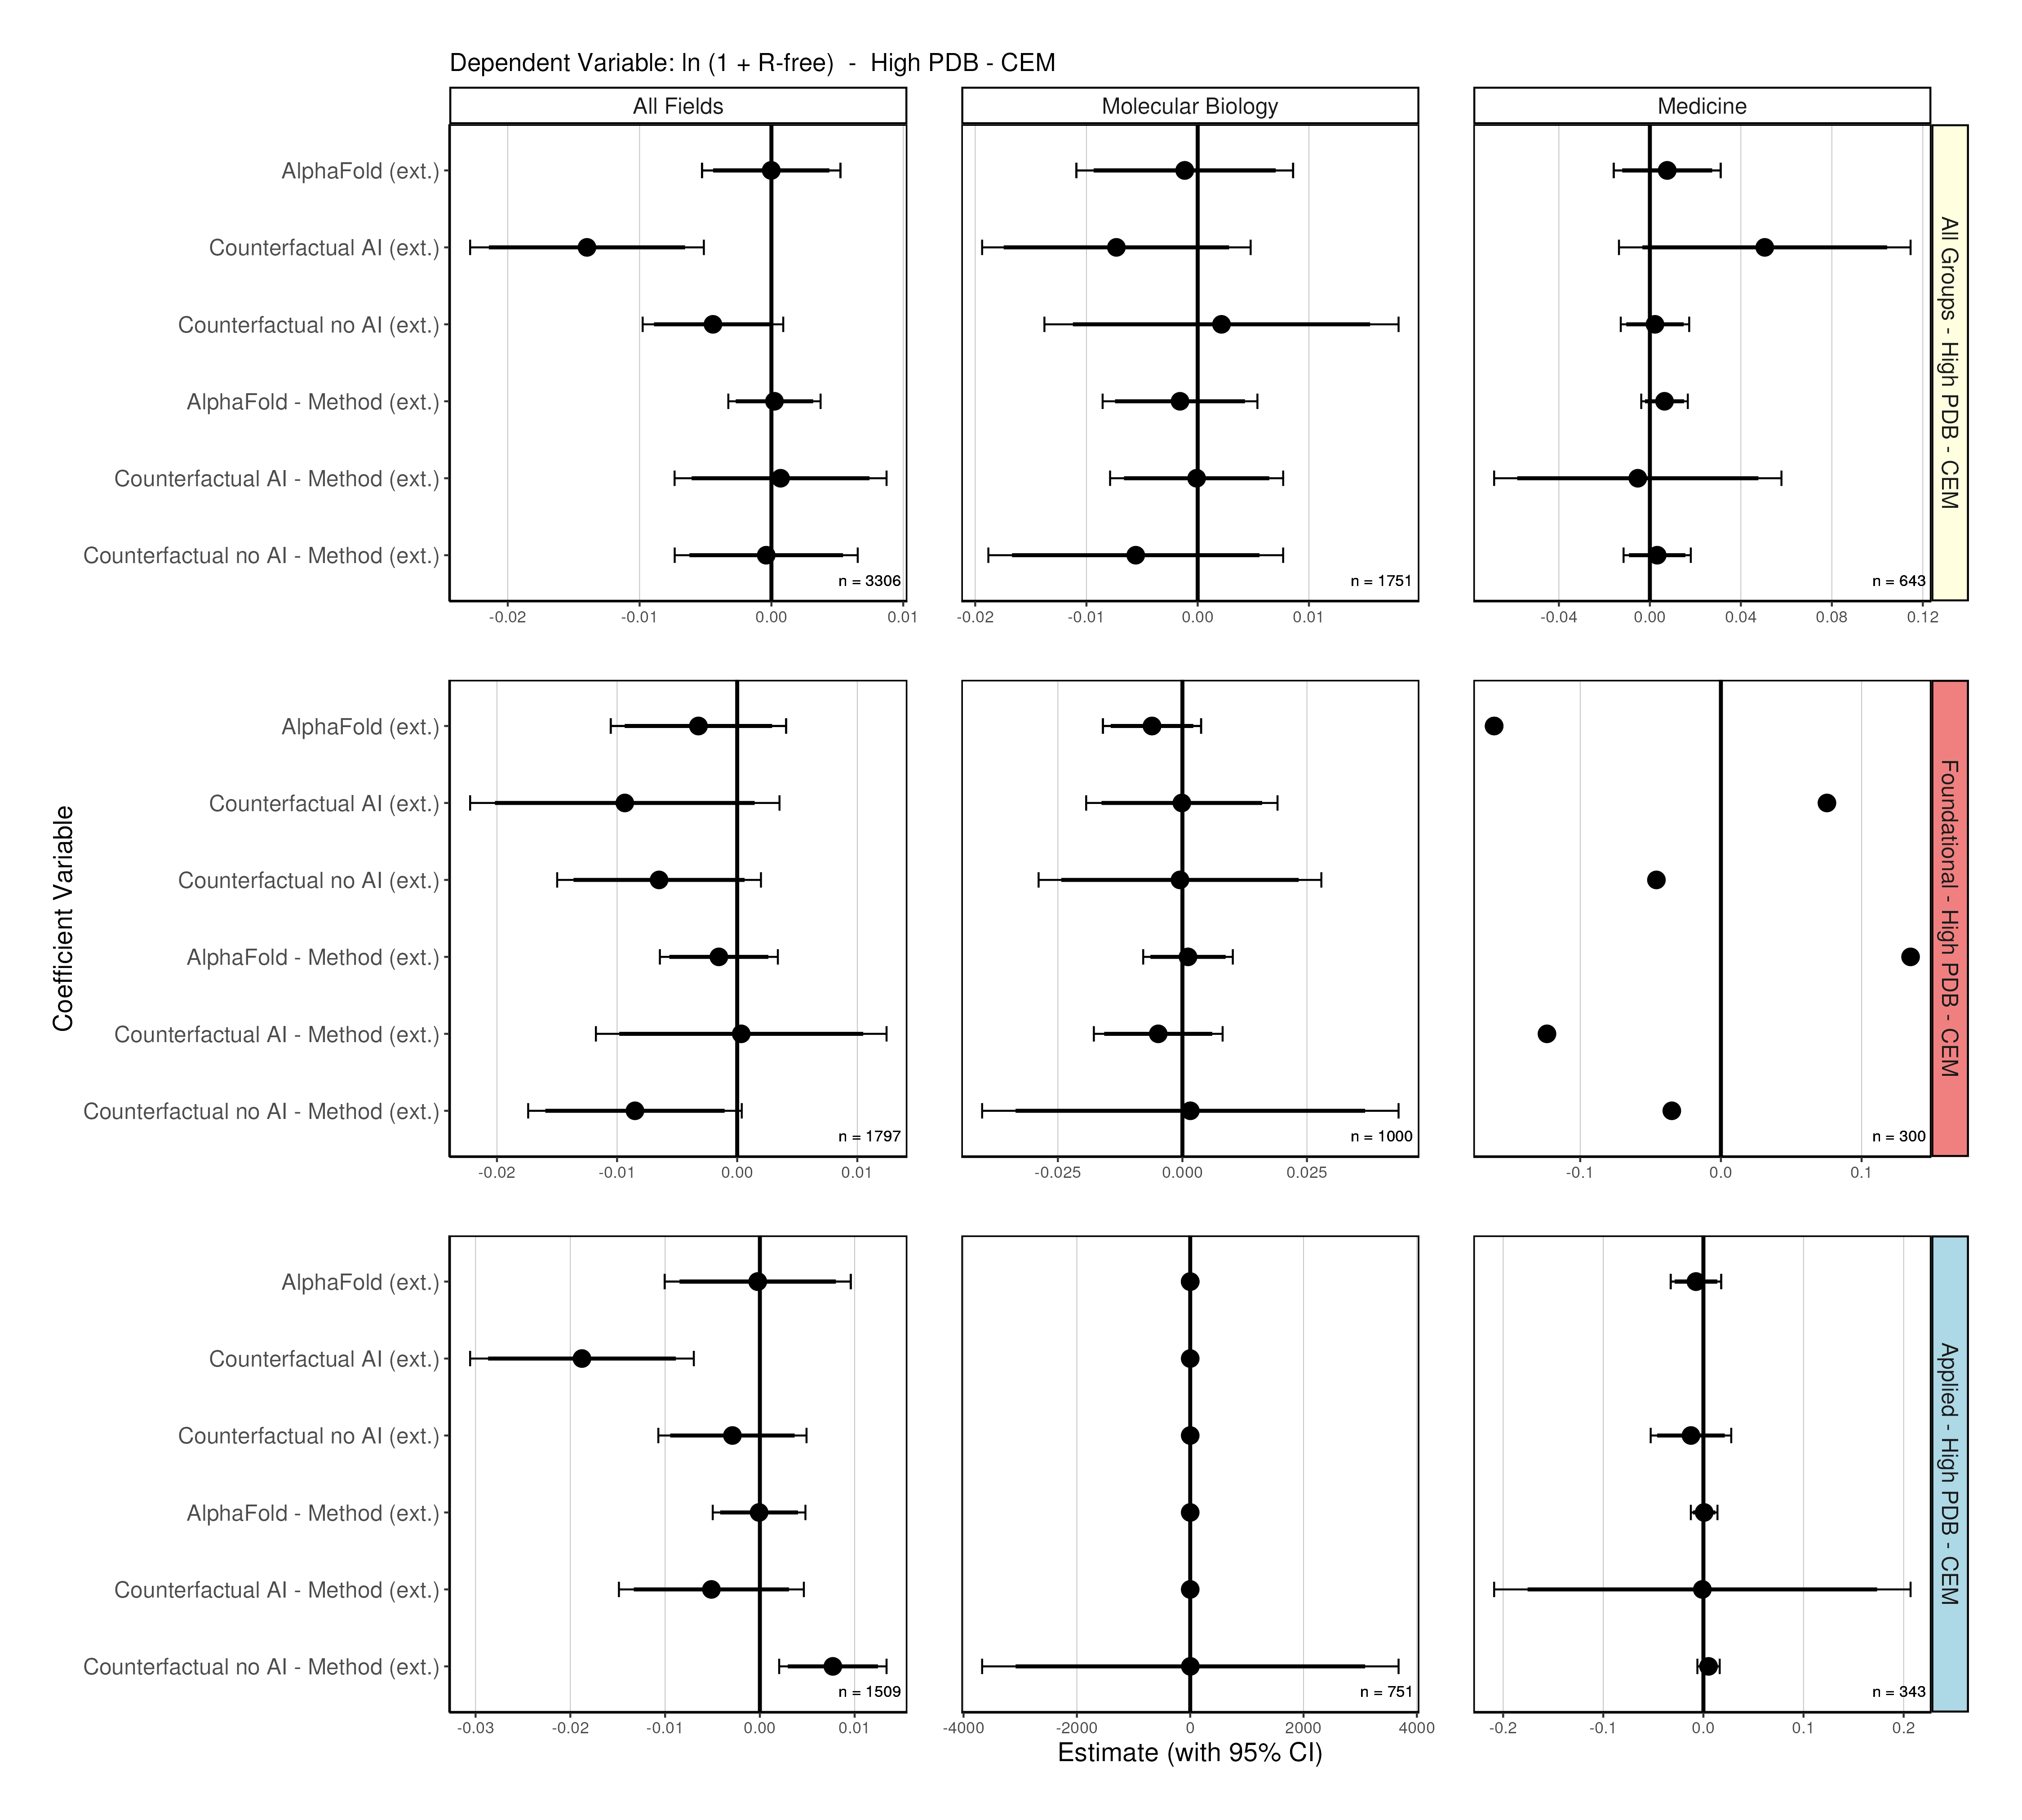 Dependent Variable: ln (1 + R-free)  -  High PDB - CEM
All Fields
Molecular Biology
Medicine
AlphaFold (ext.)
Counterfactual AI (ext.)
Counterfactual no AI (ext.)
AlphaFold - Method (ext.)
Counterfactual AI - Method (ext.)
Counterfactual no AI - Method (ext.)
n = 3306
n = 1751
n = 643
-0.02 -0.01 0.00 0.01
-0.02 -0.01 0.00 0.01
-0.04 0.00 0.04 0.08 0.12
All Groups - High PDB - CEM
Coefficient Variable
AlphaFold (ext.)
Counterfactual AI (ext.)
Counterfactual no AI (ext.)
AlphaFold - Method (ext.)
Counterfactual AI - Method (ext.)
Counterfactual no AI - Method (ext.)
n = 1797
n = 1000
n = 300
-0.02 -0.01 0.00 0.01
-0.025 0.000 0.025
-0.1 0.0 0.1
Foundational - High PDB - CEM
AlphaFold (ext.)
Counterfactual AI (ext.)
Counterfactual no AI (ext.)
AlphaFold - Method (ext.)
Counterfactual AI - Method (ext.)
Counterfactual no AI - Method (ext.)
n = 1509
n = 751
n = 343
-0.03 -0.02 -0.01 0.00 0.01
-4000 -2000 0 2000 4000
-0.2 -0.1 0.0 0.1 0.2
Applied - High PDB - CEM
Estimate (with 95% CI)